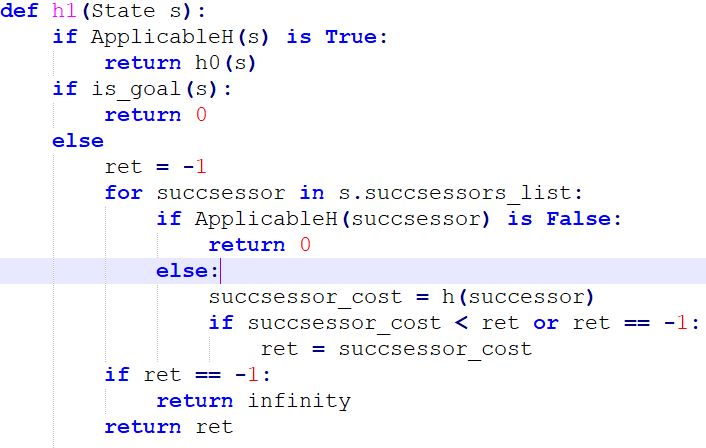 def h1(State s):
    if ApplicableH(s) is True:
        return h0(s)
    if is_goal(s):
        return 0
    else
        ret = -1
        for succsessor in s.succsessors_list:
            if ApplicableH(succsessor) is False:
                return 0
            else:
                succsessor_cost = h(successor)
                if succsessor_cost < ret or ret == -1:
                    ret = succsessor_cost
        if ret == -1:
            return infinity
        return ret